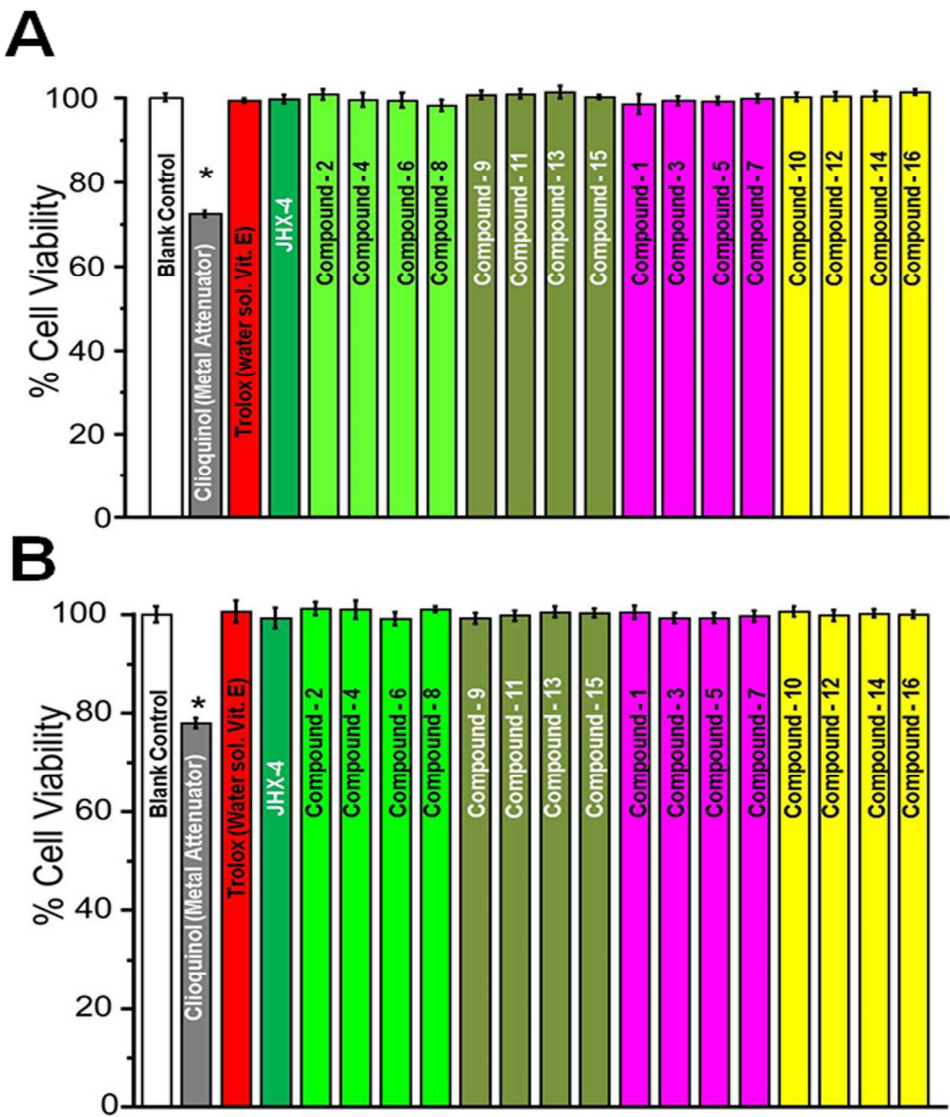 A
% Cell Viability
100
80
60
40
20
0
Blank Control
*
Clioquinol (Metal Attenuator)
Trolox (water sol. Vit. E)
JHX-4
Compound - 2
Compound - 4
Compound - 6
Compound - 8
Compound - 9
Compound - 11
Compound - 13
Compound - 15
Compound - 1
Compound - 3
Compound - 5
Compound - 7
Compound - 10
Compound - 12
Compound - 14
Compound - 16
B
% Cell Viability
100
80
60
40
20
0
Blank Control
*
Clioquinol (Metal Attenuator)
Trolox (Water sol. Vit. E)
JHX-4
Compound - 2
Compound - 4
Compound - 6
Compound - 8
Compound - 9
Compound - 11
Compound - 13
Compound - 15
Compound - 1
Compound - 3
Compound - 5
Compound - 7
Compound - 10
Compound - 12
Compound - 14
Compound - 16